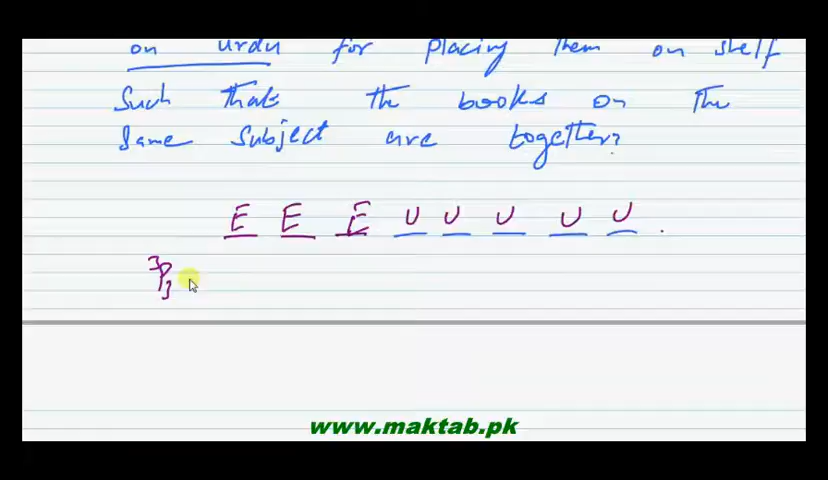 on Urdu for placing them on shelf
Such that the books on the
Same subject are together?
E E E U U U U U .
³P₃
www.maktab.pk